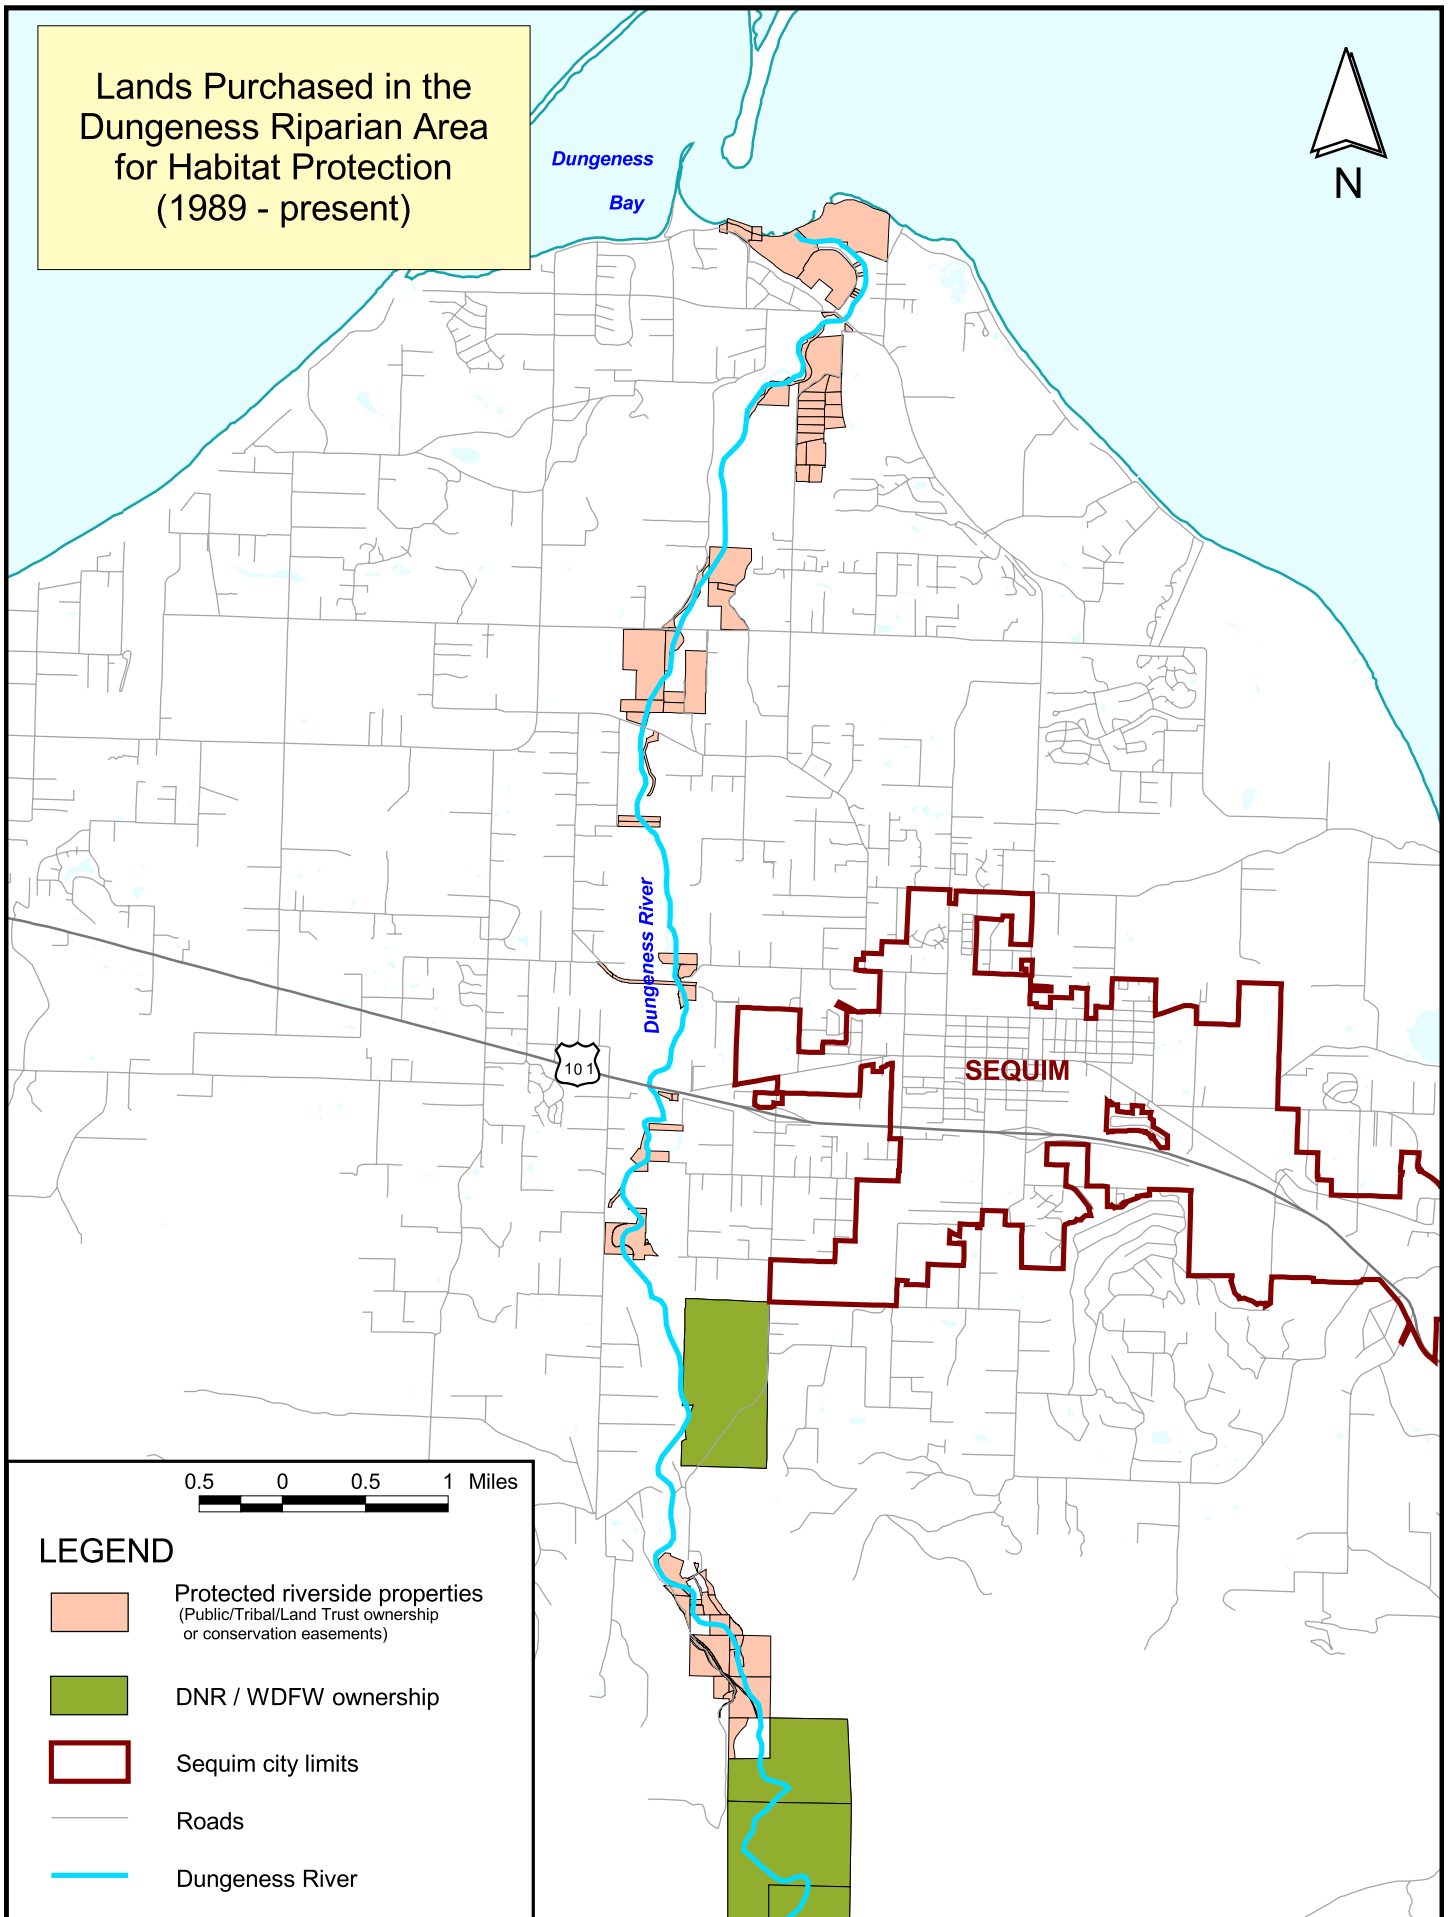 Lands Purchased in the
Dungeness Riparian Area
for Habitat Protection
(1989 - present)
Dungeness
Bay
N
Dungeness River
101
SEQUIM
0.5 0 0.5 1 Miles
LEGEND
Protected riverside properties
(Public/Tribal/Land Trust ownership
or conservation easements)
DNR / WDFW ownership
Sequim city limits
Roads
Dungeness River